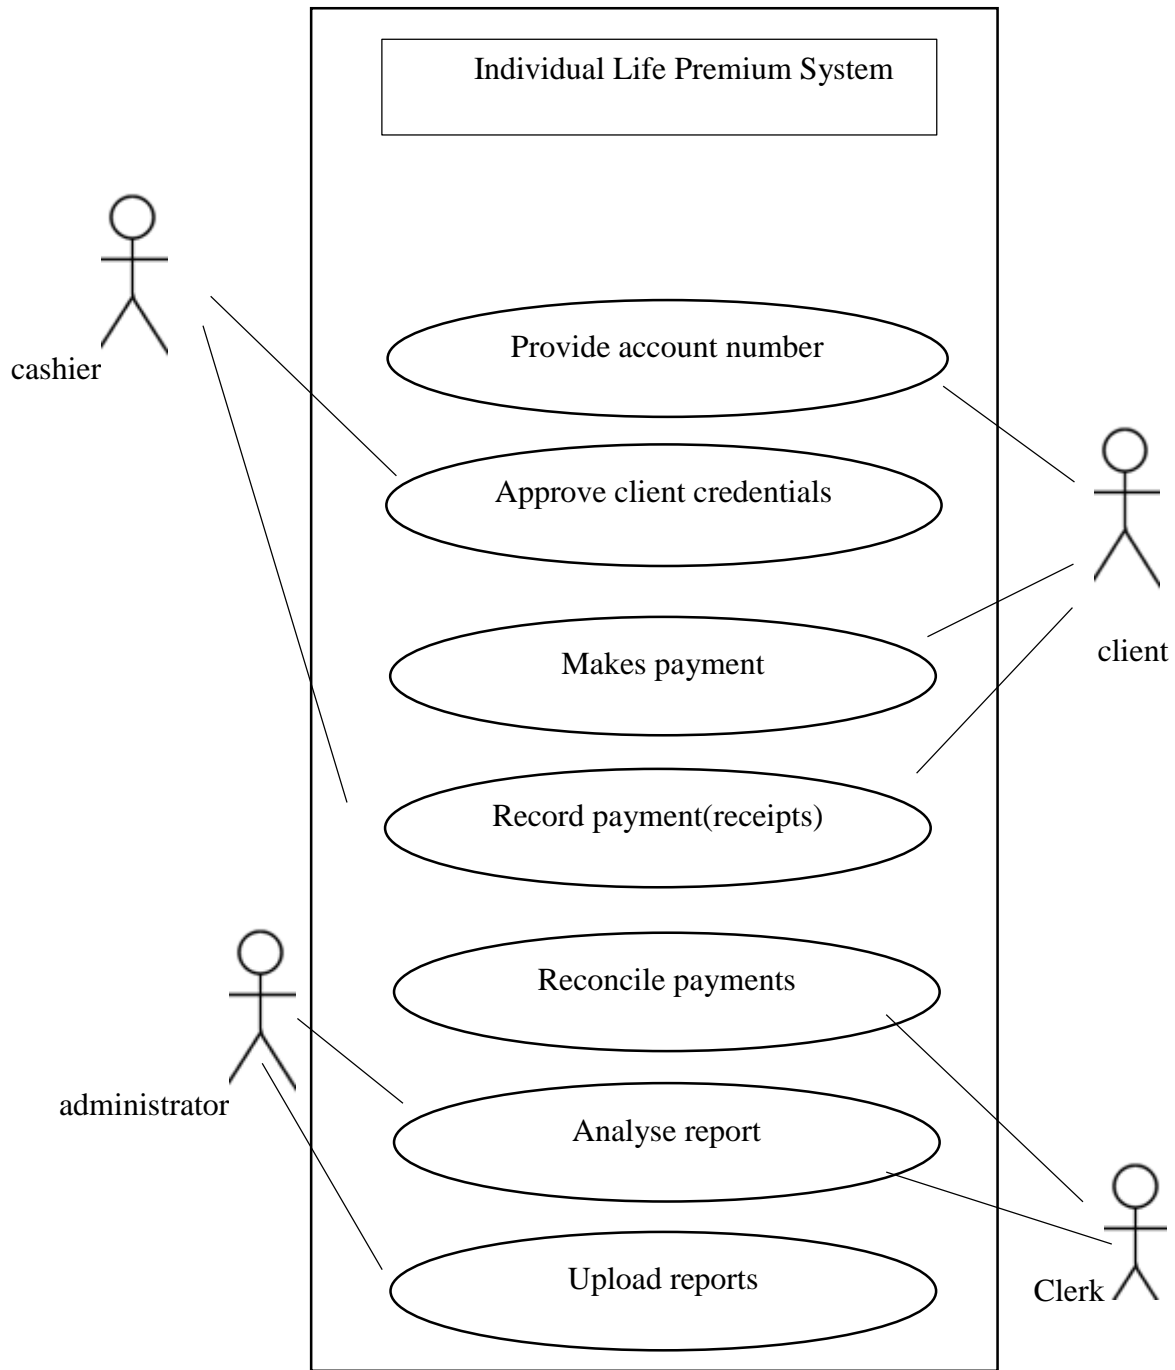 Individual Life Premium System
cashier
Provide account number
Approve client credentials
Makes payment
client
Record payment(receipts)
Reconcile payments
administrator
Analyse report
Upload reports
Clerk